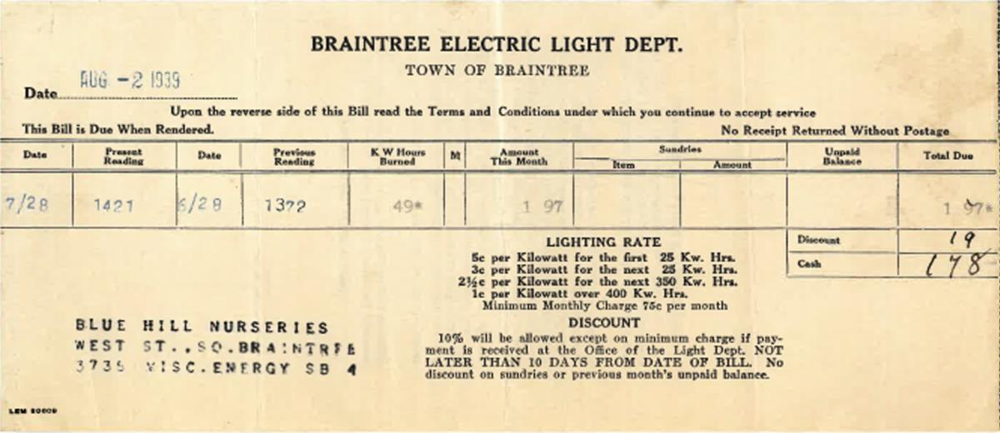 BRAINTREE ELECTRIC LIGHT DEPT.
TOWN OF BRAINTREE
Date AUG -2 1939
Upon the reverse side of this Bill read the Terms and Conditions under which you continue to accept service
This Bill is Due When Rendered. No Receipt Returned Without Postage
Date Present Reading Date Previous Reading K W Hours Burned M Amount This Month Sundries Item Amount Unpaid Balance Total Due
7/28 1421 6/28 1372 49* 1 97 1 97*
Discount 19
Cash 178
LIGHTING RATE
5c per Kilowatt for the first 25 Kw. Hrs.
3c per Kilowatt for the next 25 Kw. Hrs.
2½c per Kilowatt for the next 350 Kw. Hrs.
1c per Kilowatt over 400 Kw. Hrs.
Minimum Monthly Charge 75c per month
DISCOUNT
10% will be allowed except on minimum charge if pay-
ment is received at the Office of the Light Dept. NOT
LATER THAN 10 DAYS FROM DATE OF BILL. No
discount on sundries or previous month's unpaid balance.
BLUE HILL NURSERIES
WEST ST.,SO.BRAINTREE
3735 MISC.ENERGY SB 4